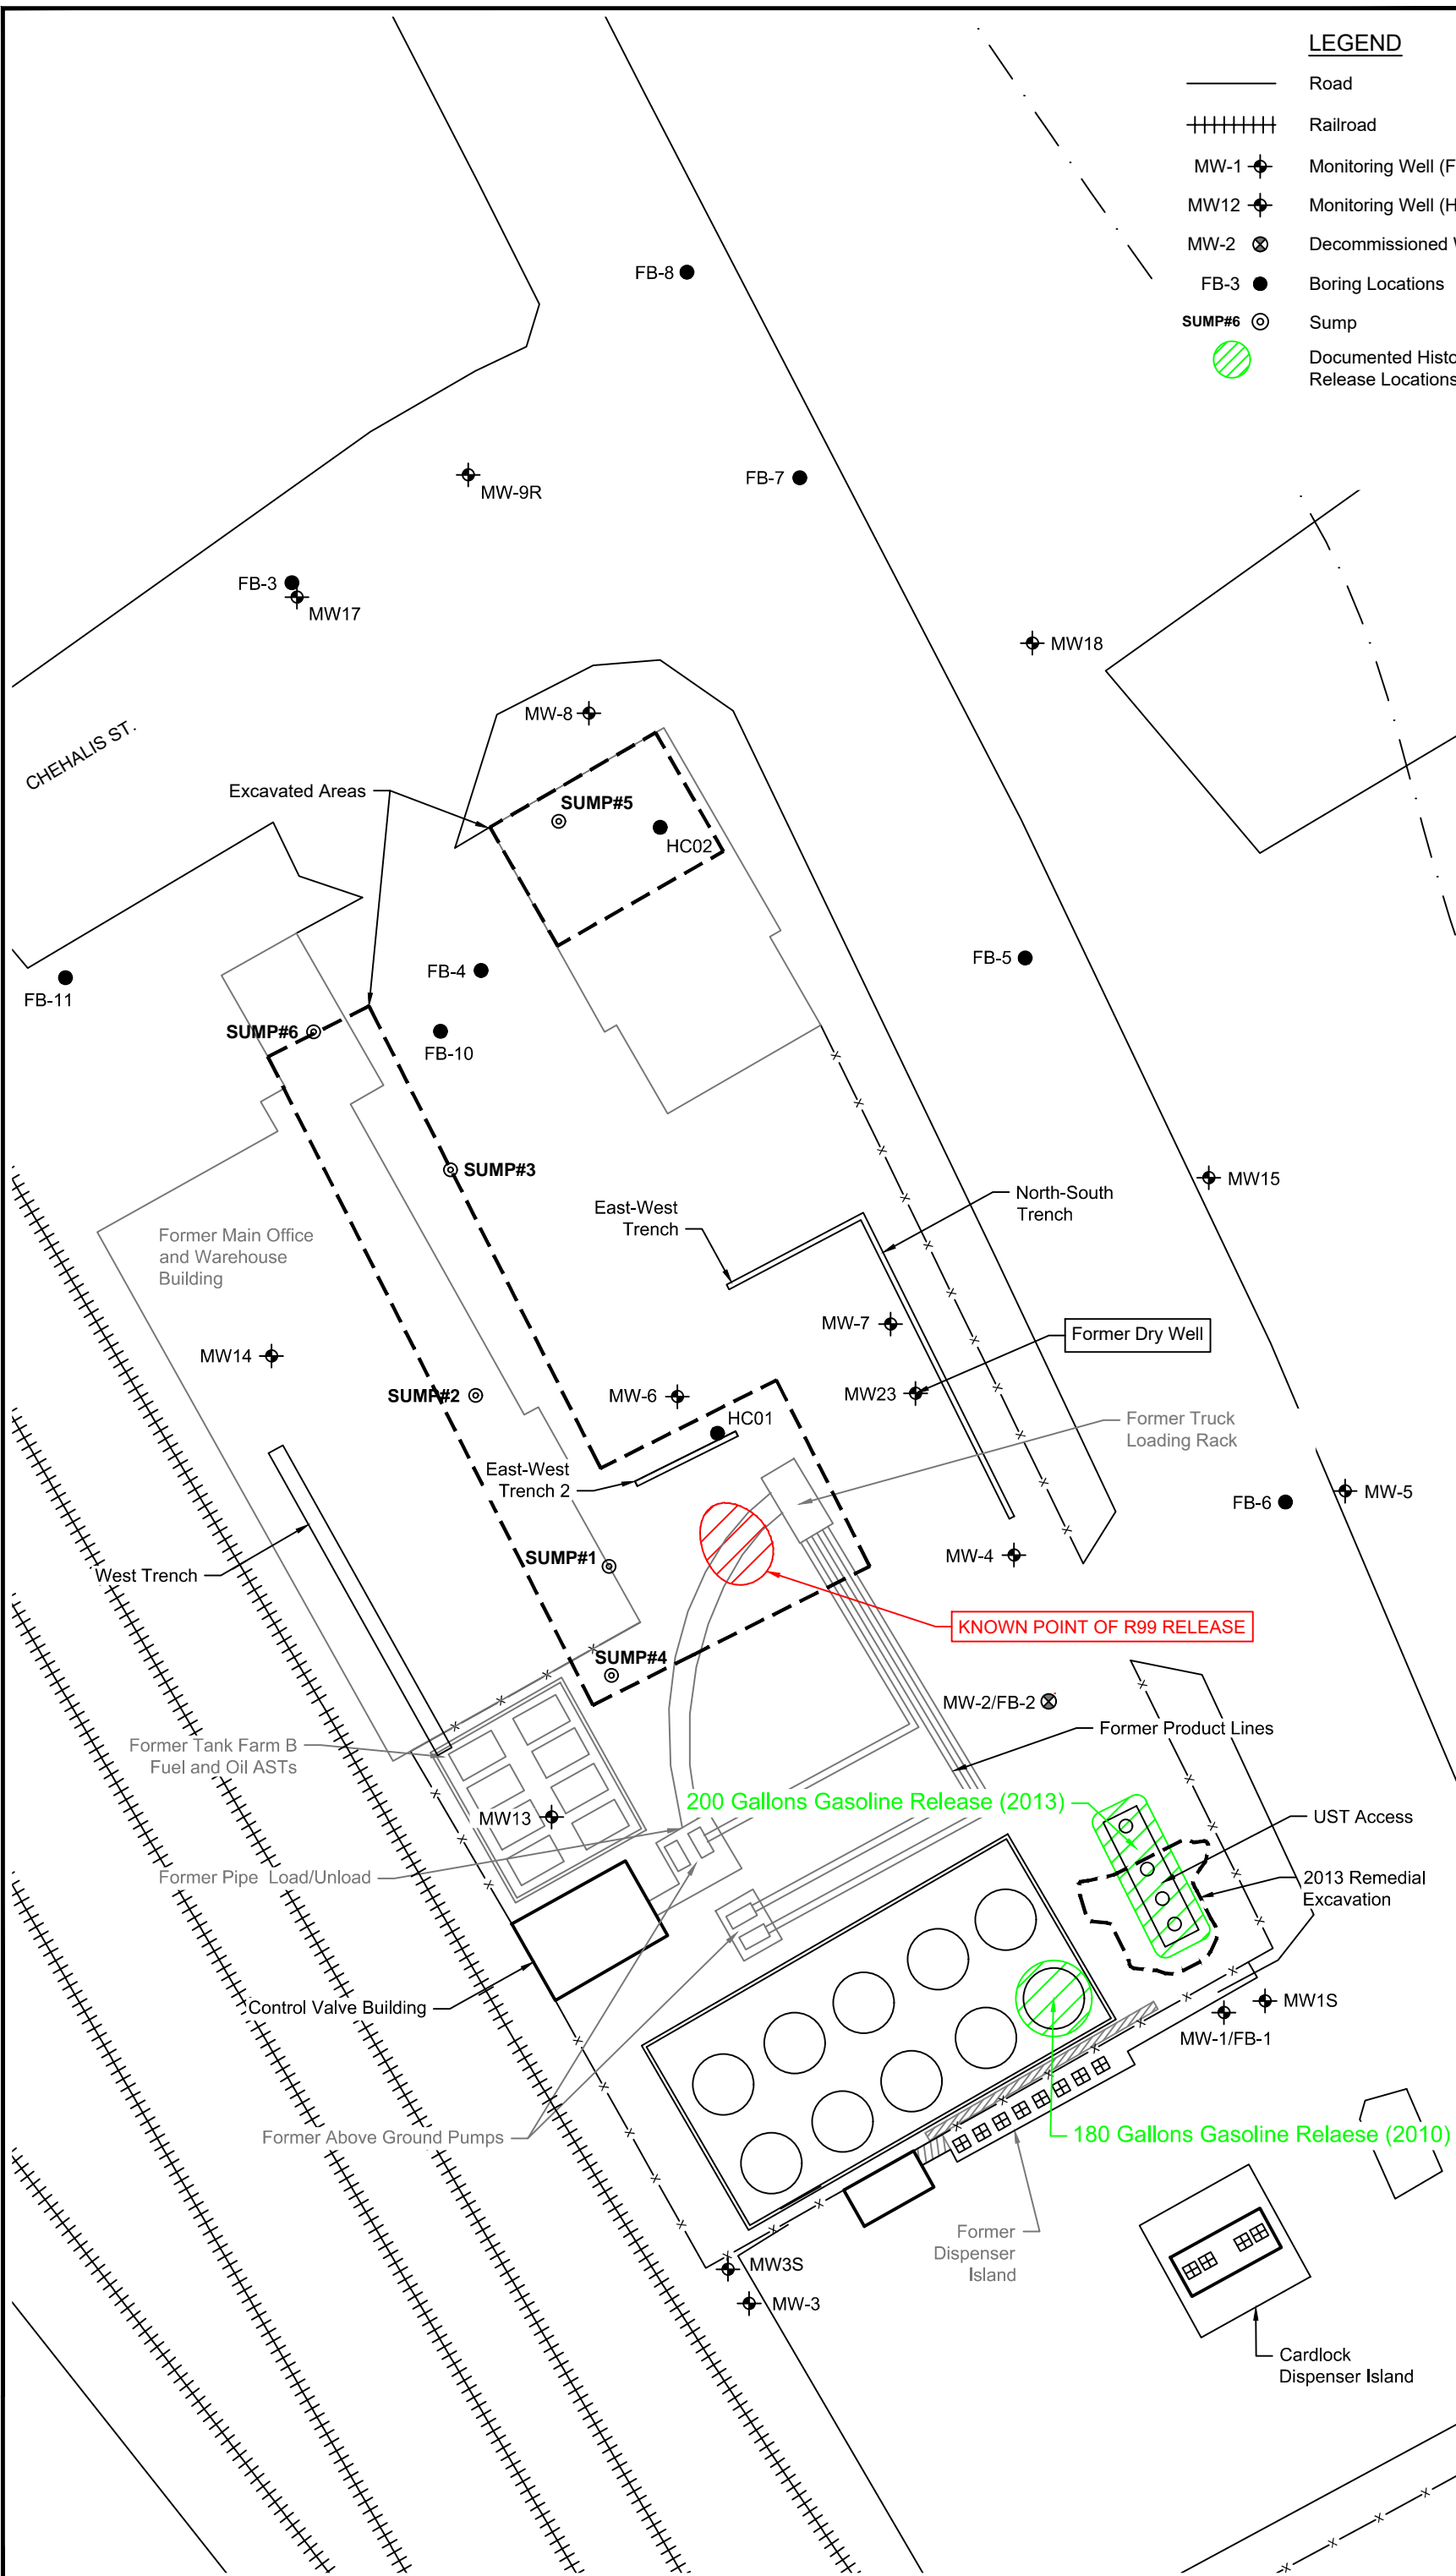 LEGEND
Road
Railroad
MW-1 Monitoring Well (F
MW12 Monitoring Well (H
MW-2 Decommissioned
FB-3 Boring Locations
SUMP#6 Sump
Documented Histo
Release Locations
FB-8
MW-9R
FB-7
FB-3
MW17
MW18
MW-8
CHEHALIS ST.
Excavated Areas
SUMP#5
HC02
FB-4
FB-5
FB-11
SUMP#6
FB-10
SUMP#3
MW15
North-South
Trench
East-West
Trench
Former Main Office
and Warehouse
Building
MW-7
Former Dry Well
MW14
SUMP#2
MW-6
MW23
HC01
Former Truck
Loading Rack
East-West
Trench 2
FB-6
MW-5
MW-4
SUMP#1
West Trench
KNOWN POINT OF R99 RELEASE
SUMP#4
MW-2/FB-2
Former Product Lines
Former Tank Farm B
Fuel and Oil ASTs
200 Gallons Gasoline Release (2013)
MW13
UST Access
Former Pipe Load/Unload
2013 Remedial
Excavation
Control Valve Building
MW1S
MW-1/FB-1
Former Above Ground Pumps
180 Gallons Gasoline Relaese (2010)
Former
Dispenser
Island
MW3S
MW-3
Cardlock
Dispenser Island